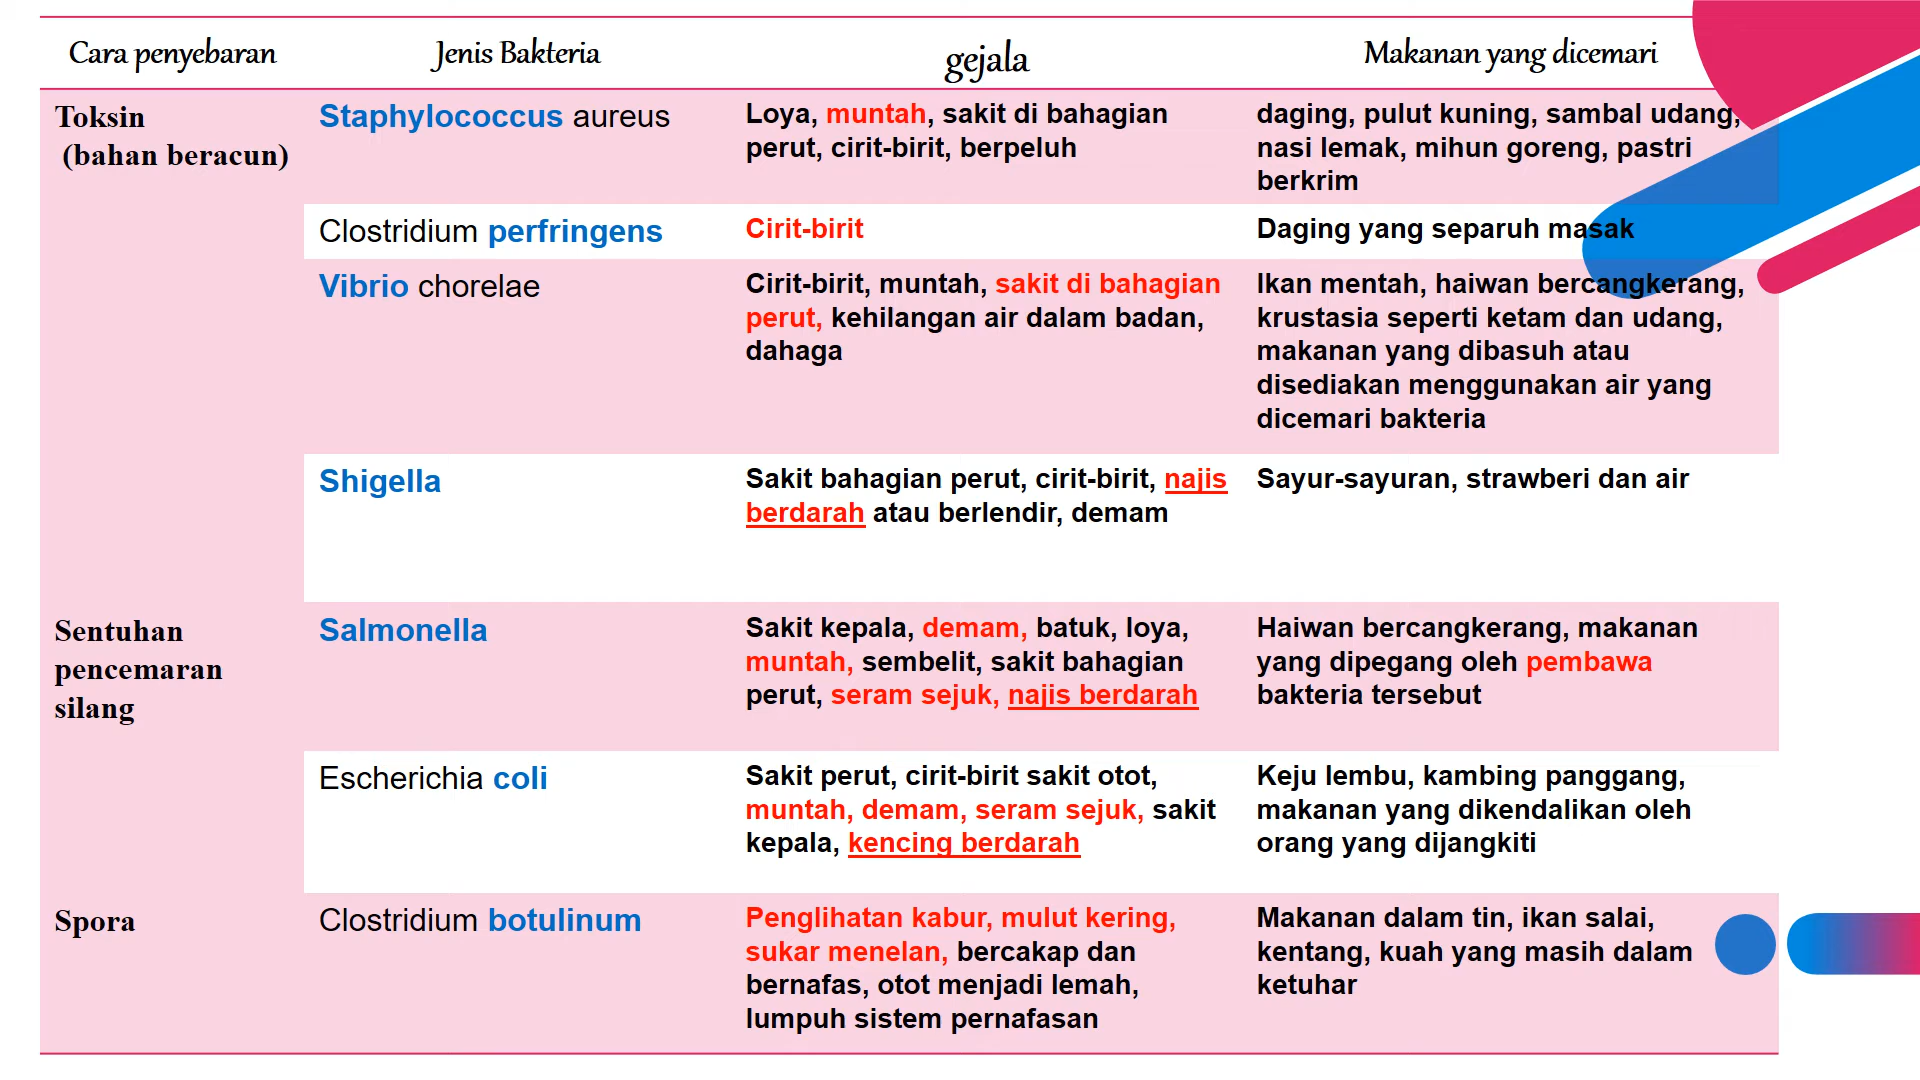 Cara penyebaran
Jenis Bakteria
gejala
Makanan yang dicemari
Toksin
(bahan beracun)
Staphylococcus aureus
Loya, muntah, sakit di bahagian
perut, cirit-birit, berpeluh
daging, pulut kuning, sambal udang,
nasi lemak, mihun goreng, pastri
berkrim
Clostridium perfringens
Cirit-birit
Daging yang separuh masak
Vibrio chorelae
Cirit-birit, muntah, sakit di bahagian
perut, kehilangan air dalam badan,
dahaga
Ikan mentah, haiwan bercangkerang,
krustasia seperti ketam dan udang,
makanan yang dibasuh atau
disediakan menggunakan air yang
dicemari bakteria
Shigella
Sakit bahagian perut, cirit-birit, najis
berdarah atau berlendir, demam
Sayur-sayuran, strawberi dan air
Sentuhan
pencemaran
silang
Salmonella
Sakit kepala, demam, batuk, loya,
muntah, sembelit, sakit bahagian
perut, seram sejuk, najis berdarah
Haiwan bercangkerang, makanan
yang dipegang oleh pembawa
bakteria tersebut
Escherichia coli
Sakit perut, cirit-birit sakit otot,
muntah, demam, seram sejuk, sakit
kepala, kencing berdarah
Keju lembu, kambing panggang,
makanan yang dikendalikan oleh
orang yang dijangkiti
Spora
Clostridium botulinum
Penglihatan kabur, mulut kering,
sukar menelan, bercakap dan
bernafas, otot menjadi lemah,
lumpuh sistem pernafasan
Makanan dalam tin, ikan salai,
kentang, kuah yang masih dalam
ketuhar